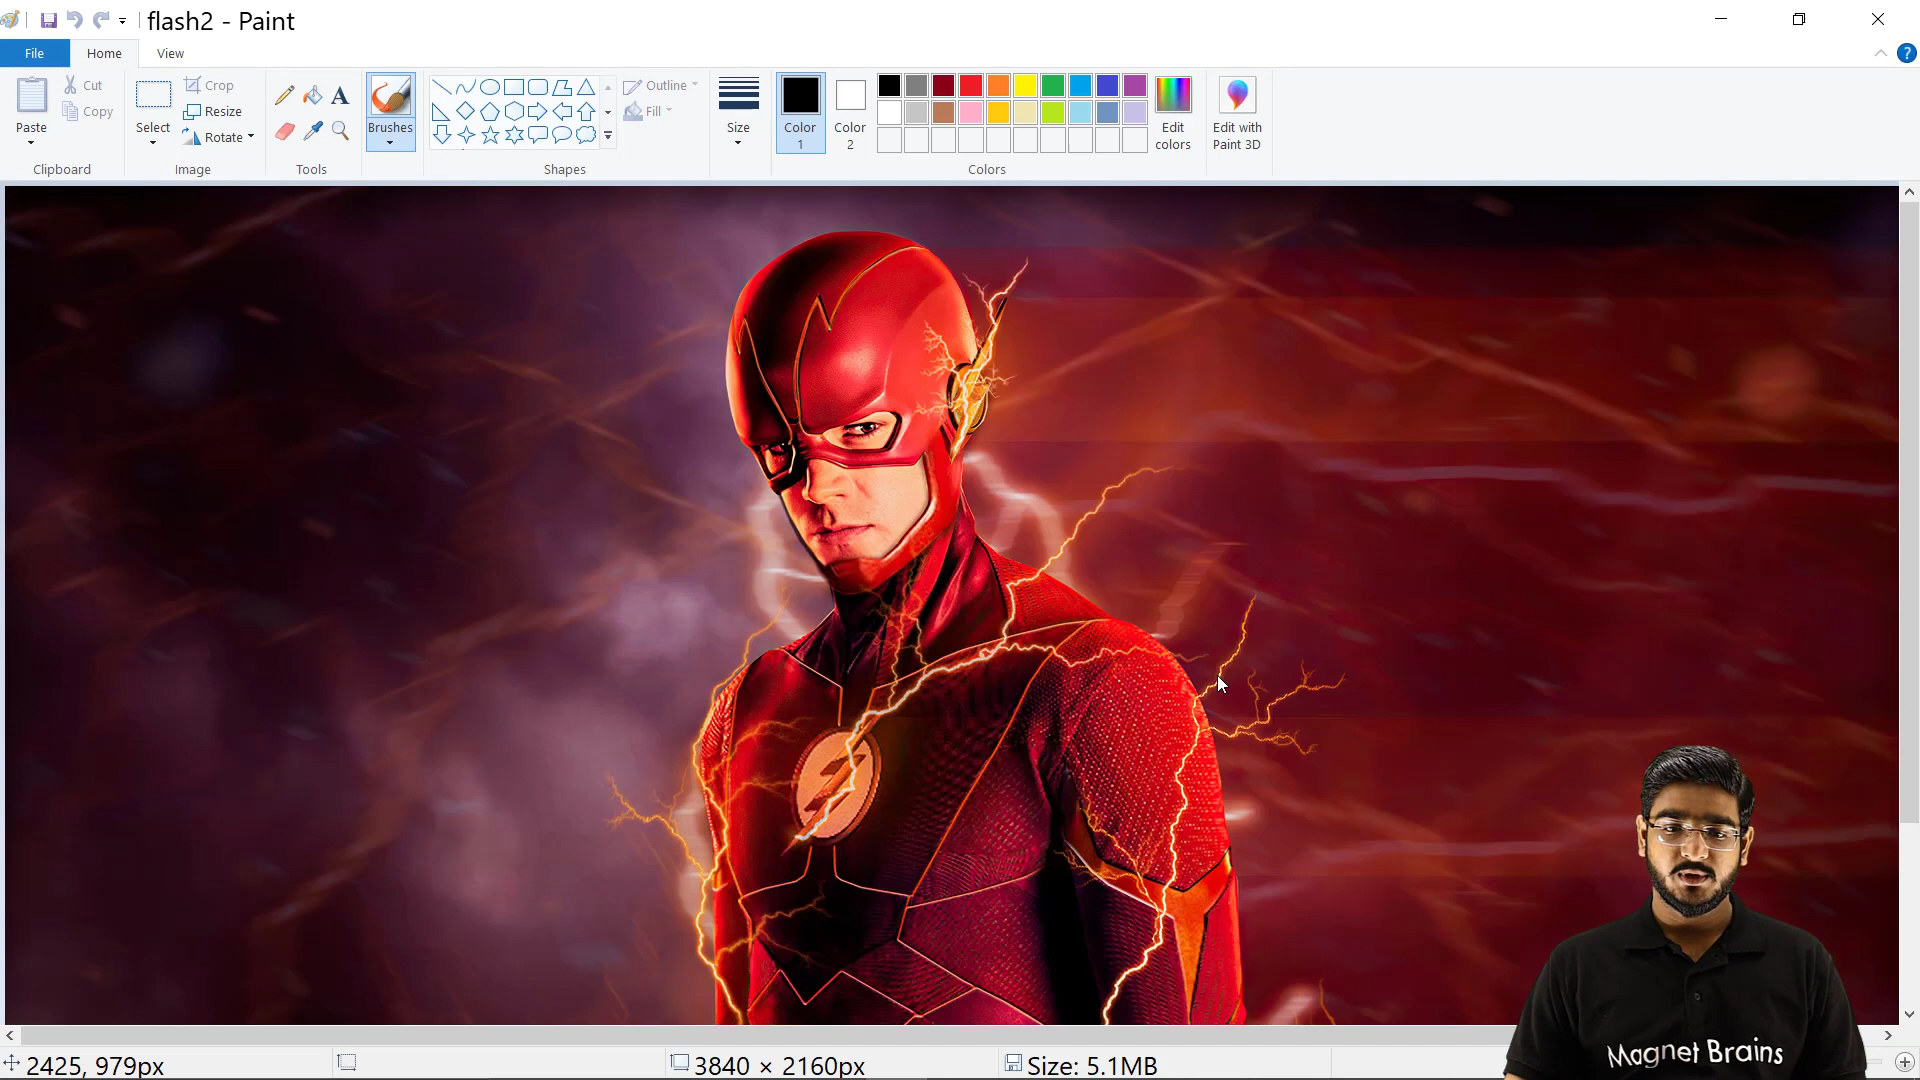 flash2 - Paint
File
Home
View
?
Paste
Cut
Copy
Clipboard
Select
Crop
Resize
Rotate
Image
A
Tools
Brushes
Shapes
Outline
Fill
Size
Color
1
Color
2
Colors
Edit
colors
Edit with
Paint 3D
Magnet Brains
2425, 979px
3840 × 2160px
Size: 5.1MB